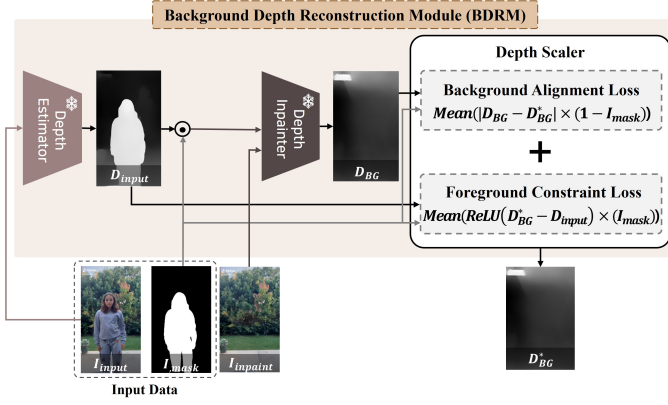 Background Depth Reconstruction Module (BDRM)
Depth Scaler
Depth
Estimator
D_input
Depth
Inpainter
D_BG
Background Alignment Loss
Mean(|D_BG − D*_BG| × (1 − I_mask))
+
Foreground Constraint Loss
Mean(ReLU(D*_BG − D_input) × (I_mask))
I_input
I_mask
I_inpaint
D*_BG
Input Data